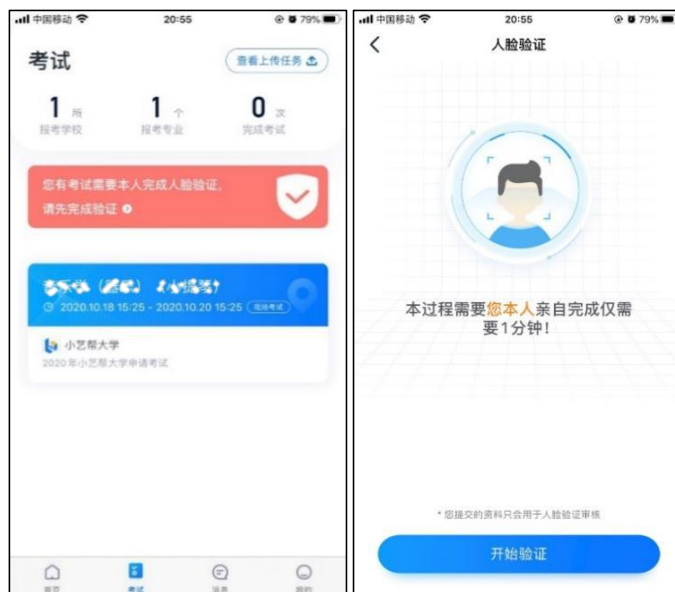 中国移动
20:55
79%
考试
查看上传任务
1 所
1 个
0 次
报考学校
报考专业
完成考试
您有考试需要本人完成人脸验证,
请先完成验证
2020.10.18 15:25 - 2020.10.20 15:25
小艺帮大学
2020年小艺帮大学申请考试
首页
考试
消息
我的
中国移动
20:55
79%
人脸验证
本过程需要您本人亲自完成仅需
要1分钟!
* 您提交的资料只会用于人脸验证审核
开始验证